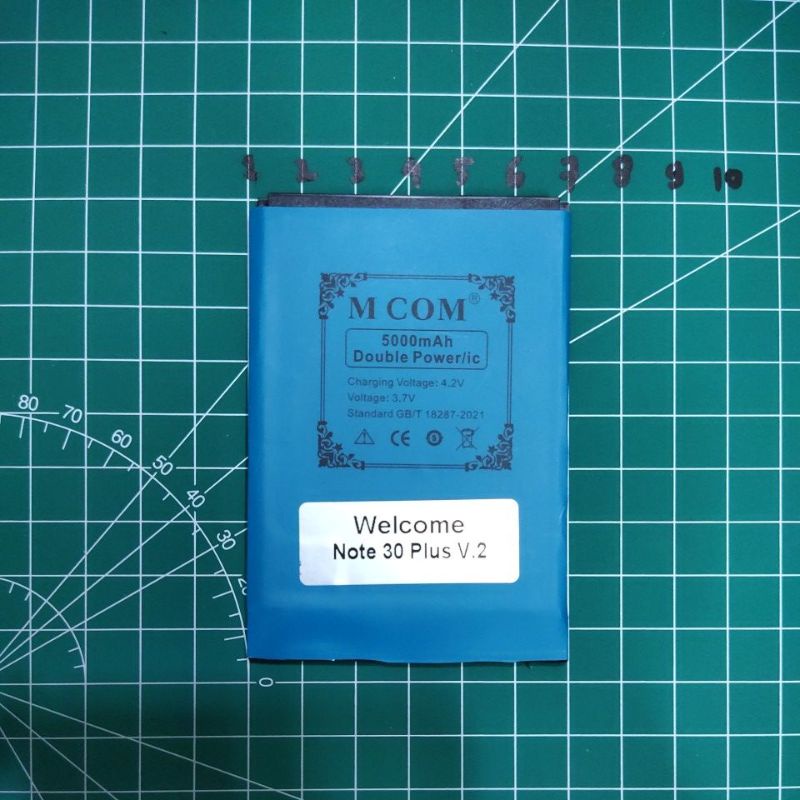 1 2 3 4 5 6 7 8 9 10
M COM®
5000mAh
Double Power/ic
Charging Voltage: 4.2V
Voltage: 3.7V
Standard GB/T 18287-2021
CE
80 70 60 50 40 30
Welcome
Note 30 Plus V.2
0